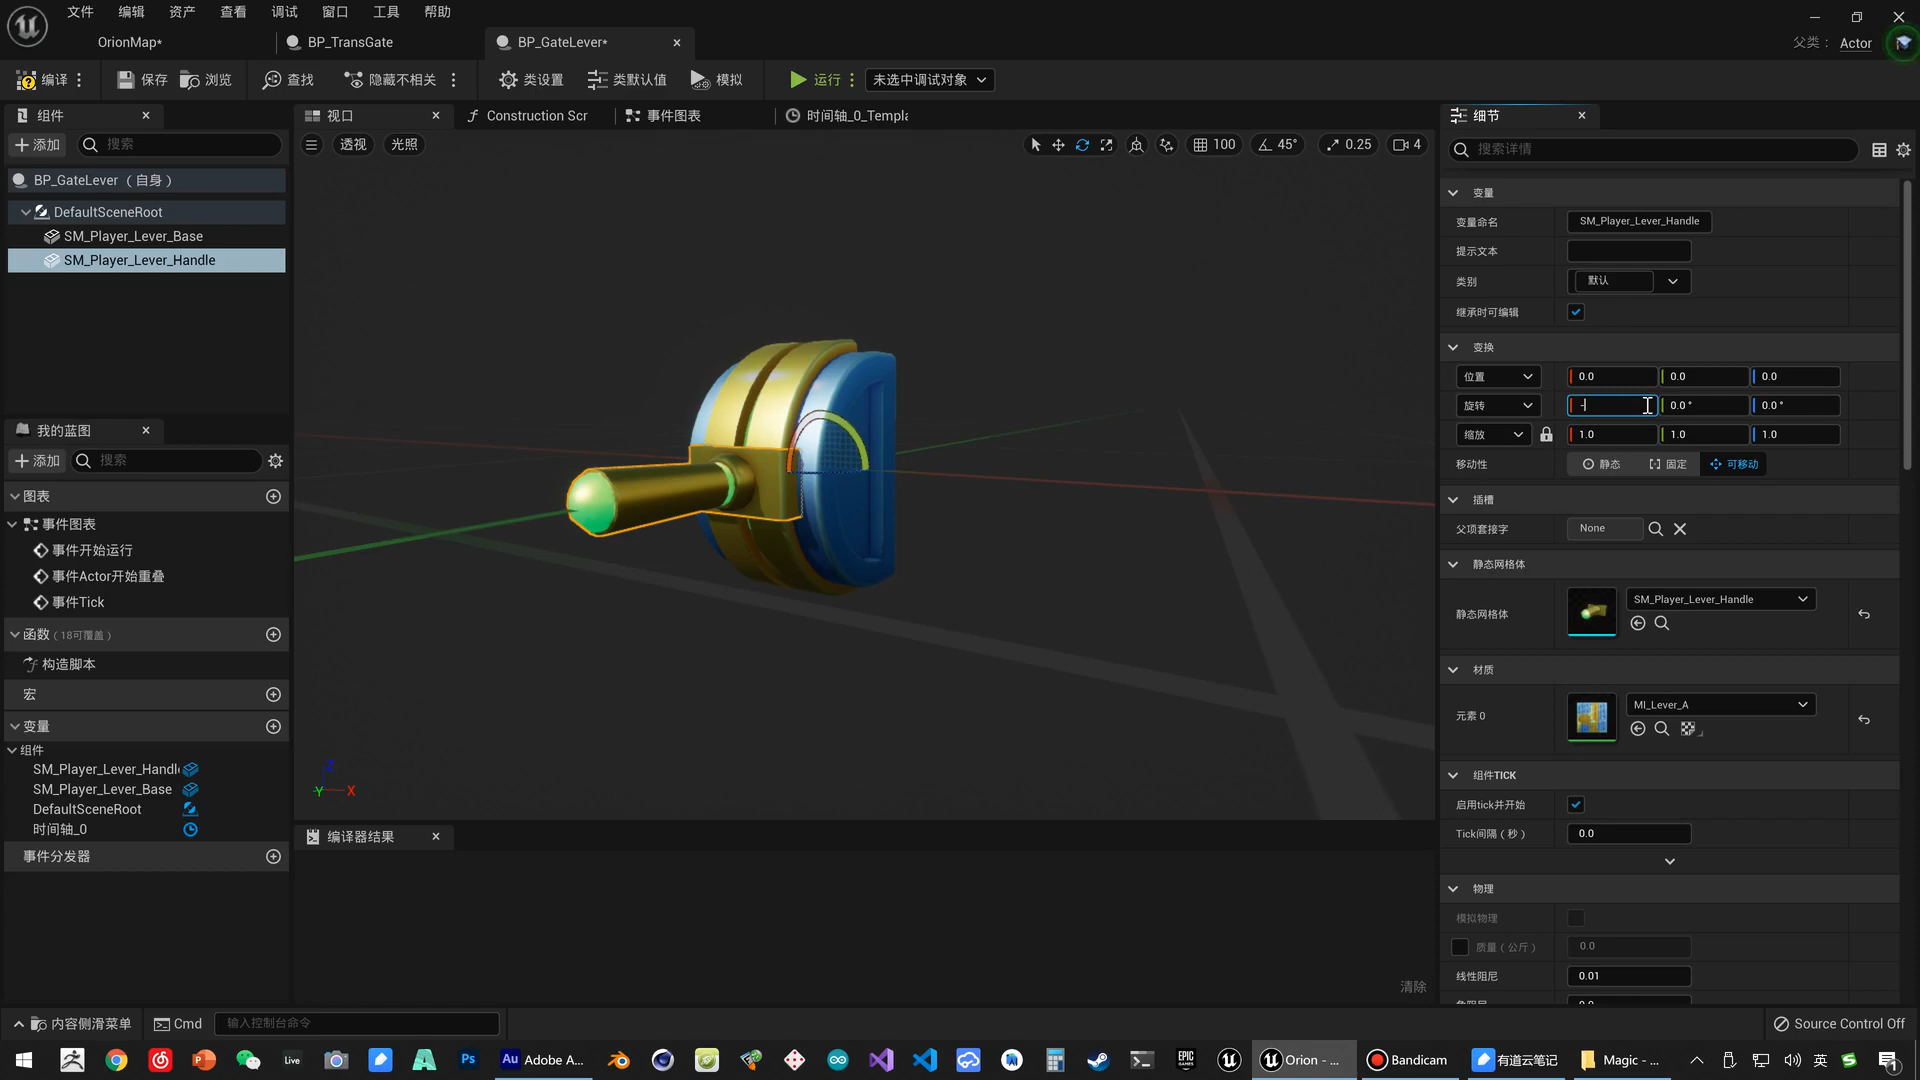 文件 编辑 资产 查看 调试 窗口 工具 帮助
OrionMap* BP_TransGate BP_GateLever* 父类： Actor
编译 保存 浏览 查找 隐藏不相关 类设置 类默认值 模拟 运行 未选中调试对象
组件 视口 Construction Scr 事件图表 时间轴_0_Templa 细节
添加 搜索 透视 光照 100 45° 0.25 4 搜索详情
BP_GateLever （自身）
DefaultSceneRoot
SM_Player_Lever_Base
SM_Player_Lever_Handle
我的蓝图
添加 搜索
图表
事件图表
事件开始运行
事件Actor开始重叠
事件Tick
函数（18可覆盖）
构造脚本
宏
变量
组件
SM_Player_Lever_Handl
SM_Player_Lever_Base
DefaultSceneRoot
时间轴_0
事件分发器
Z
Y X
编译器结果
清除
变量
变量命名 SM_Player_Lever_Handle
提示文本
类别 默认
继承时可编辑
变换
位置 0.0 0.0 0.0
旋转 - 0.0° 0.0°
缩放 1.0 1.0 1.0
移动性 静态 固定 可移动
插槽
父项套接字 None
静态网格体
静态网格体 SM_Player_Lever_Handle
材质
元素 0 MI_Lever_A
组件TICK
启用tick并开始
Tick间隔（秒） 0.0
物理
模拟物理
质量（公斤） 0.0
线性阻尼 0.01
内容侧滑菜单 Cmd 输入控制台命令 Source Control Off
Live Ps Au Adobe A... EPIC GAMES Orion - ... Bandicam 有道云笔记 Magic - ... 英 1